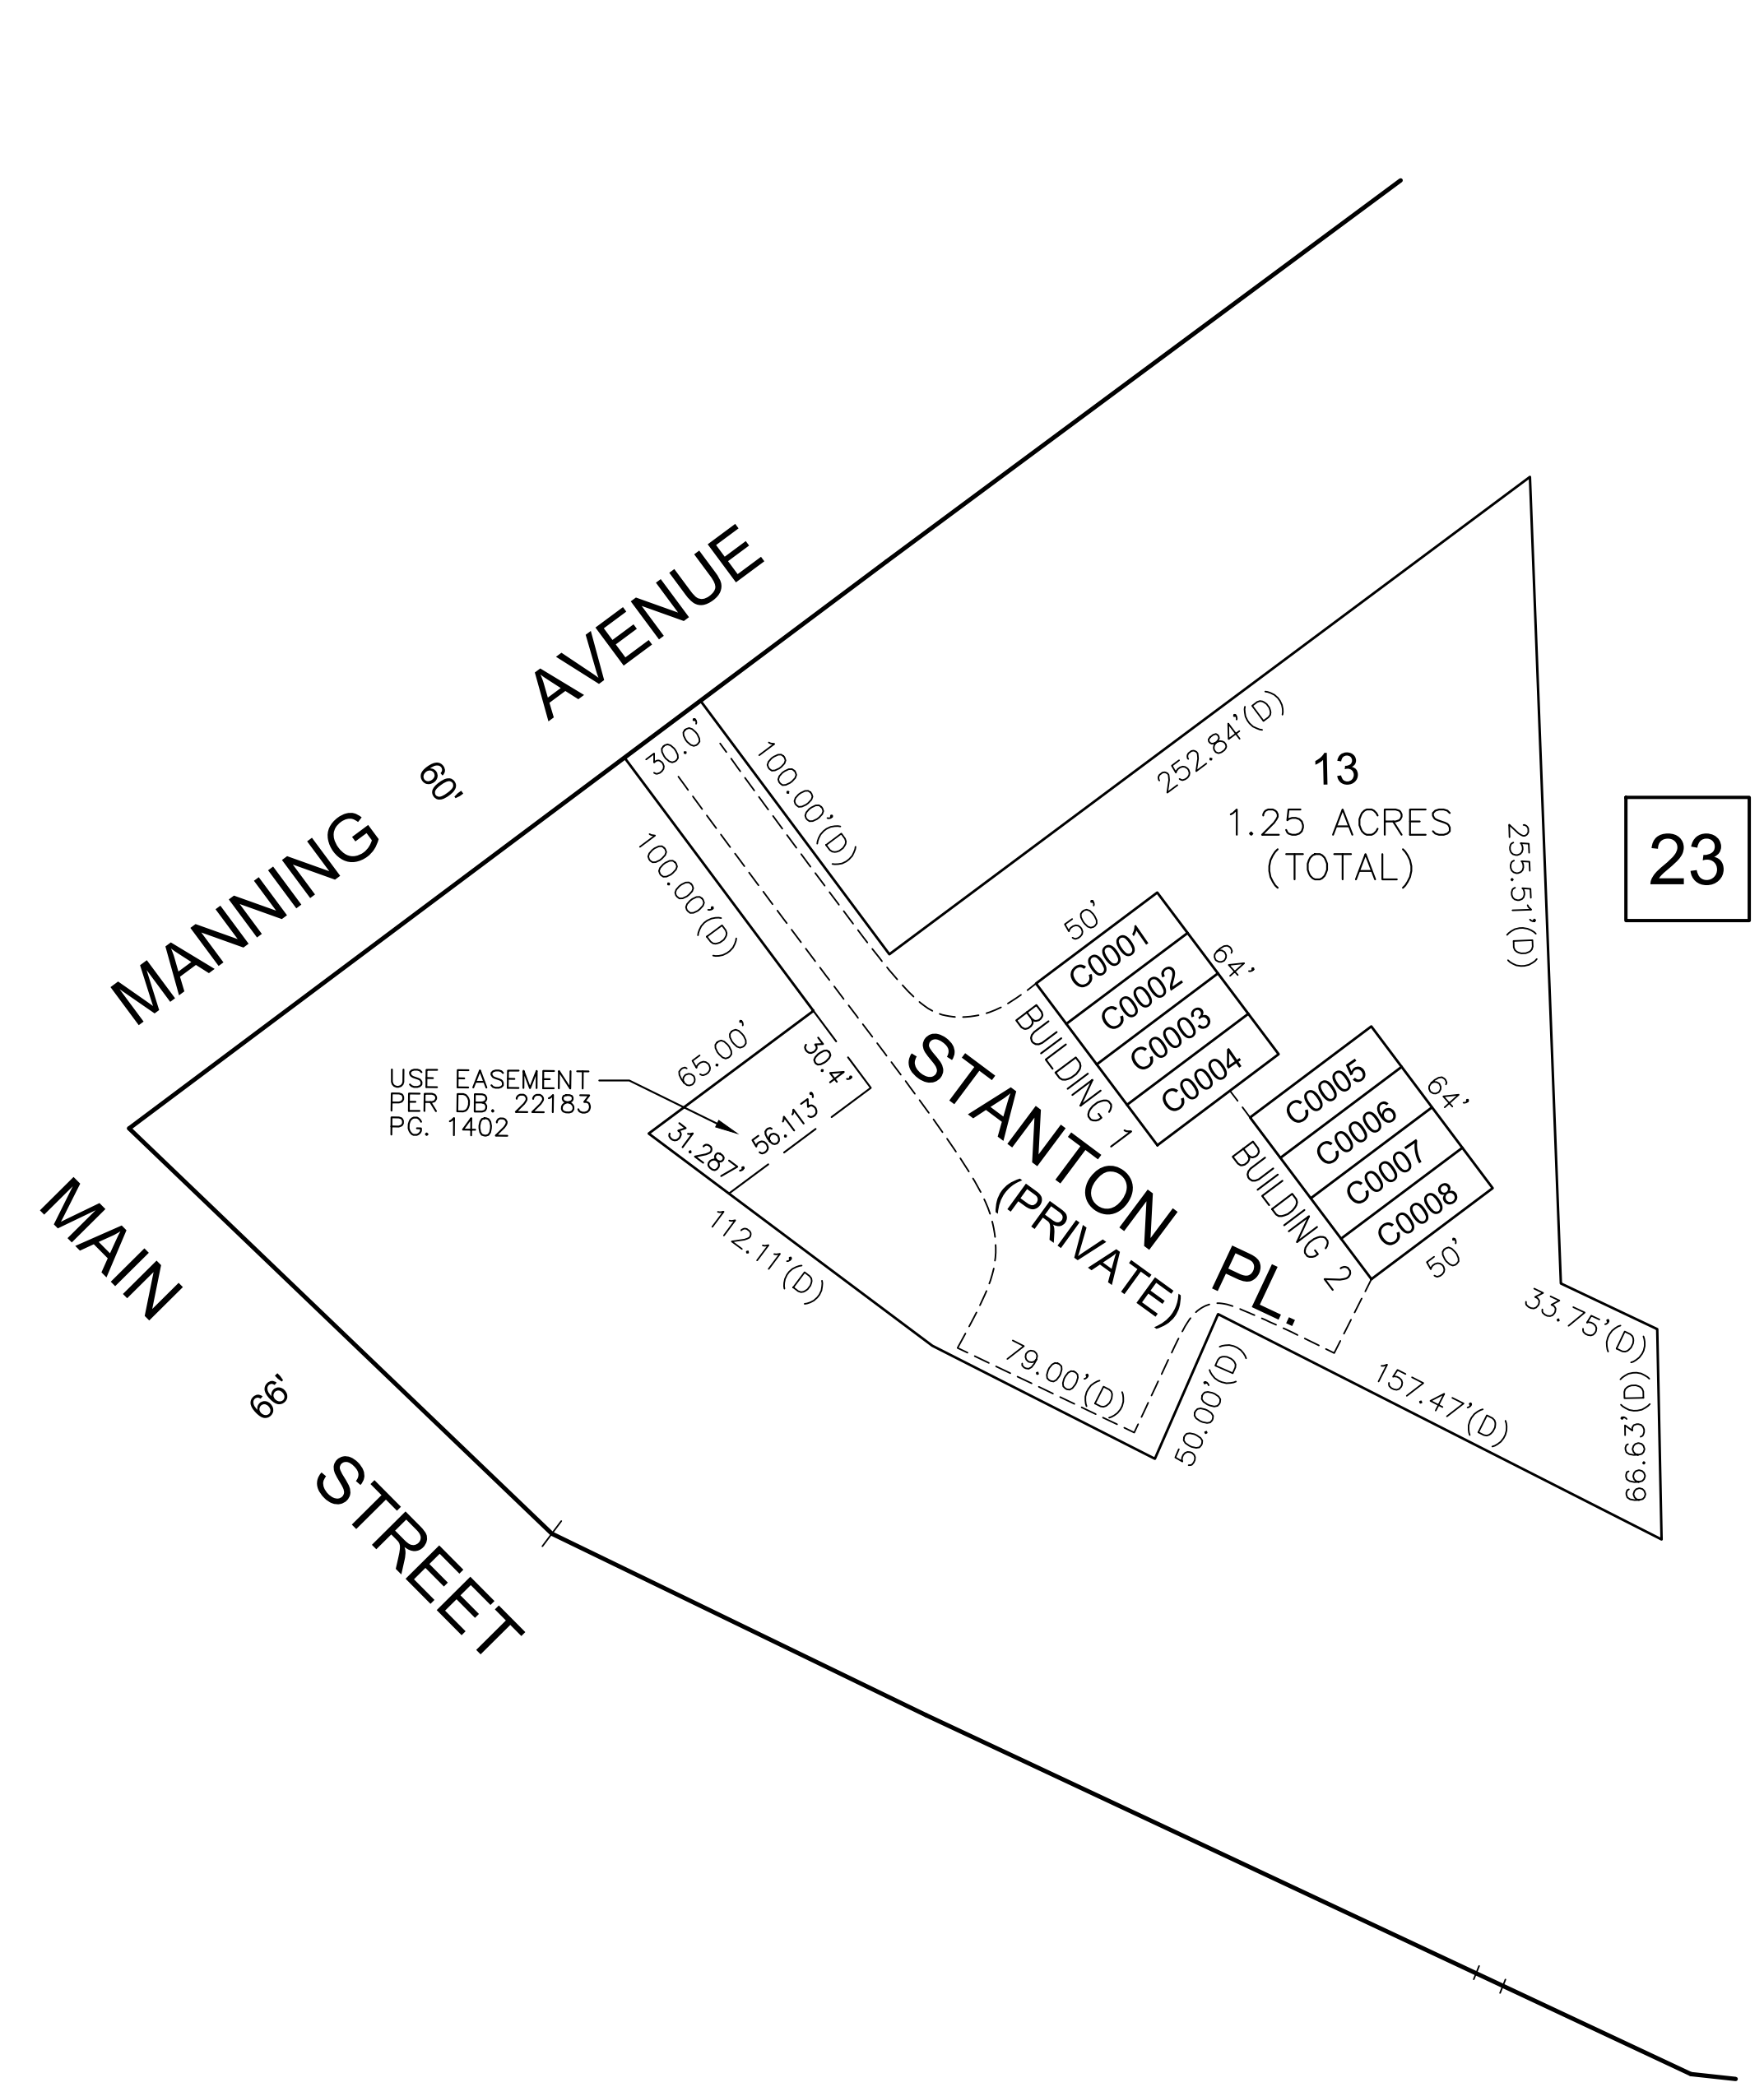 MANNING AVENUE
60'
30.0'
100.00'(D)
100.00'(D)
252.84'(D)
13
1.25 ACRES
(TOTAL)
255.51'(D)
23
50'
C0001
C0002
C0003
C0004
64'
BUILDING 1
C0005
C0006
C0007
C0008
64'
BUILDING 2
50'
65.00'
30.4'
56.113'
31.287'
USE EASEMENT
PER DB. 22183
PG. 1402
112.11'(D)
STANTON PL.
(PRIVATE)
79.00'(D)
50.00'(D)
157.47'(D)
33.75'(D)
66.63'(D)
MAIN STREET
66'